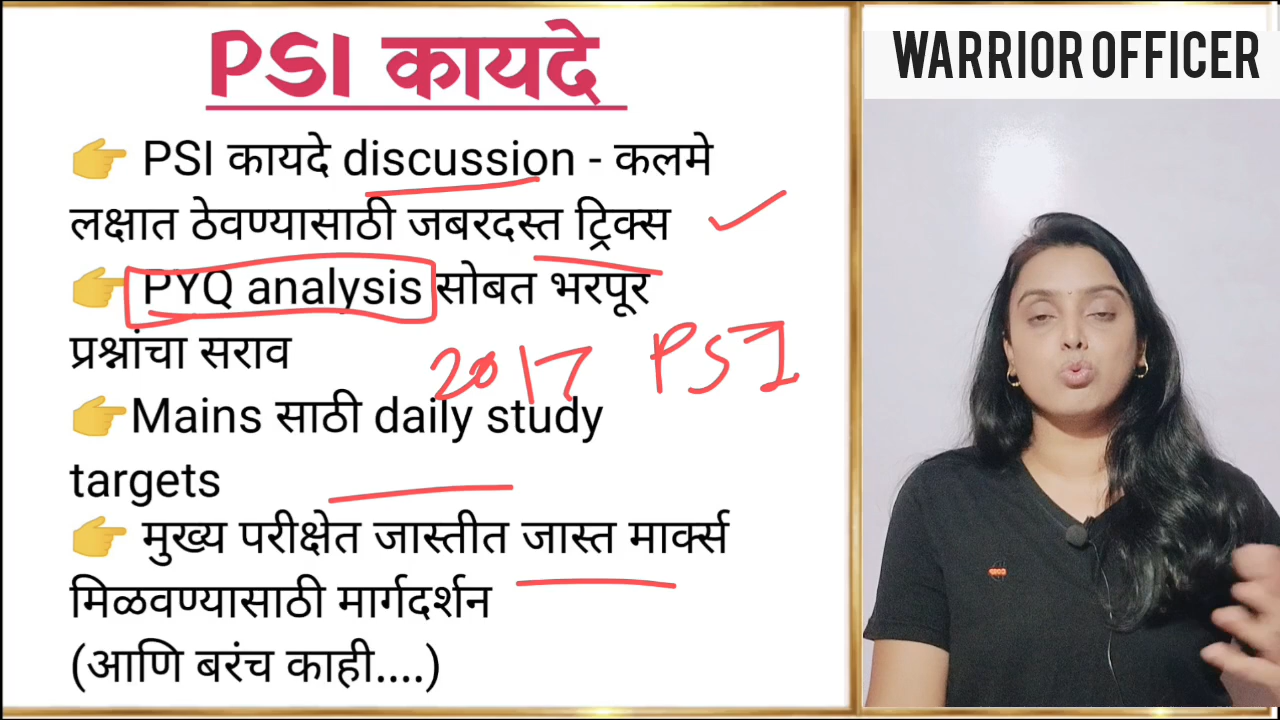 PSI कायदे
WARRIOR OFFICER
👉 PSI कायदे discussion - कलमे
लक्षात ठेवण्यासाठी जबरदस्त ट्रिक्स
👉 PYQ analysis सोबत भरपूर
प्रश्नांचा सराव
2017 PSI
👉Mains साठी daily study
targets
👉 मुख्य परीक्षेत जास्तीत जास्त मार्क्स
मिळवण्यासाठी मार्गदर्शन
(आणि बरंच काही....)